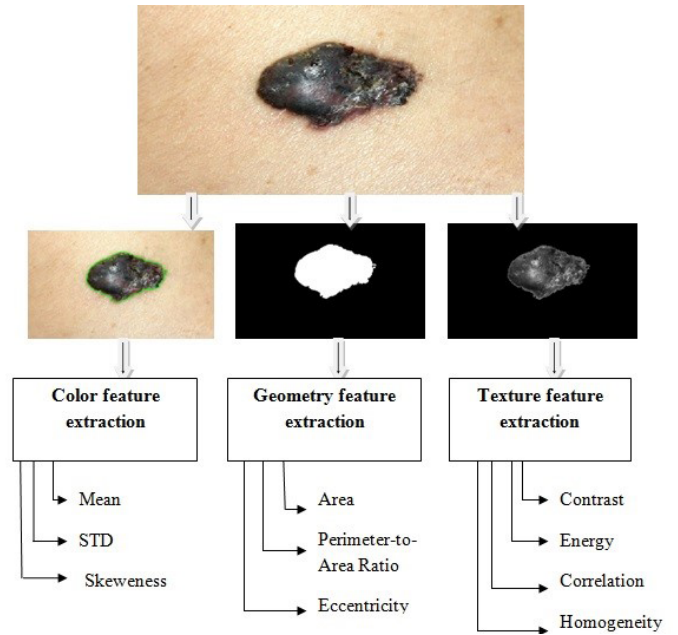 Color feature
extraction
Mean
STD
Skeweness
Geometry feature
extraction
Area
Perimeter-to-
Area Ratio
Eccentricity
Texture feature
extraction
Contrast
Energy
Correlation
Homogeneity